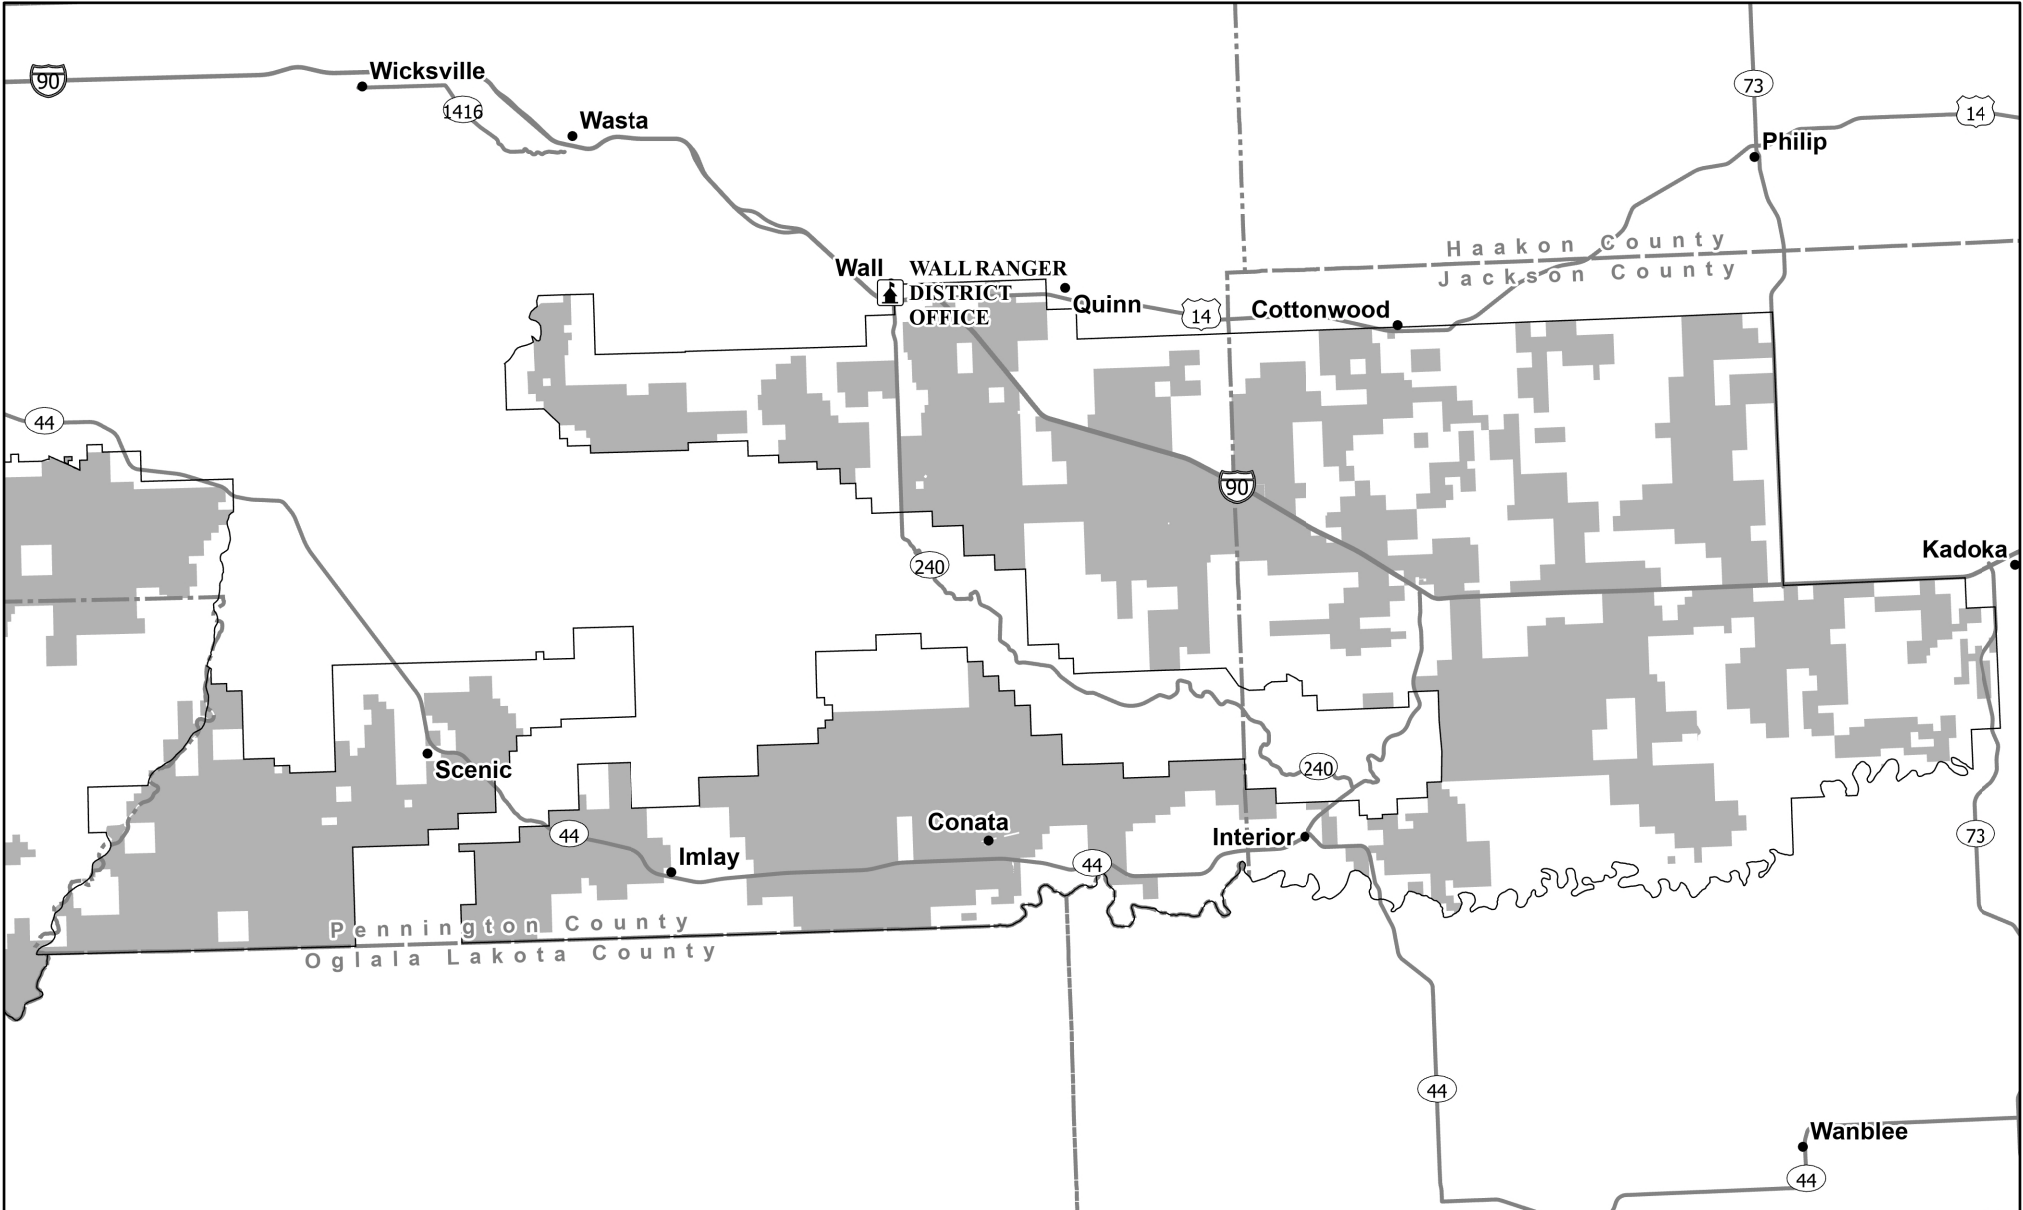 90
Wicksville
1416
Wasta
73
14
Philip
Haakon County
Jackson County
Wall
WALL RANGER
DISTRICT
OFFICE
Quinn
14
Cottonwood
44
90
240
Kadoka
Scenic
240
44
Conata
Interior
73
Imlay
44
Pennington County
Oglala Lakota County
44
Wanblee
44